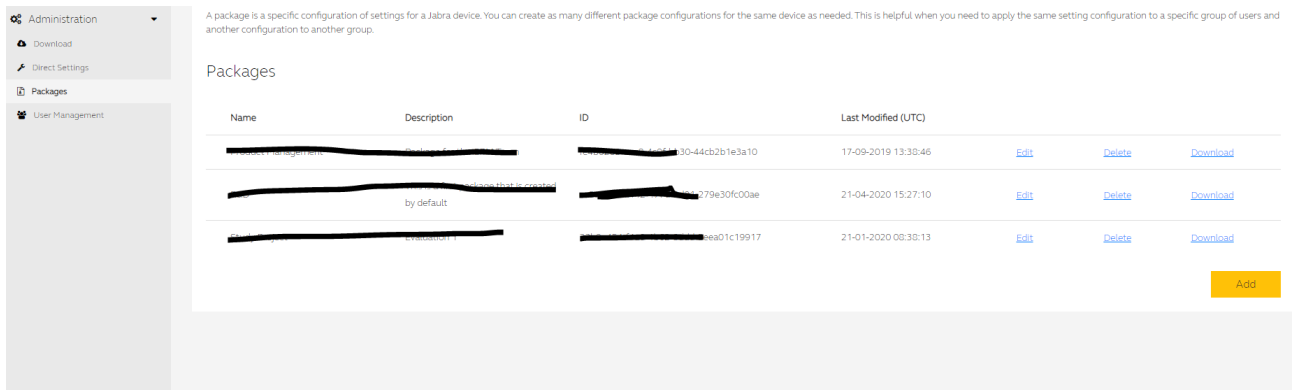 Administration
Download
Direct Settings
Packages
User Management
A package is a specific configuration of settings for a Jabra device. You can create as many different package configurations for the same device as needed. This is helpful when you need to apply the same setting configuration to a specific group of users and
another configuration to another group.
Packages
Name Description ID Last Modified (UTC)
Product Management 44cb2b1e3a10 17-09-2019 13:38:46 Edit Delete Download
package that is created
by default 279e30fc00ae 21-04-2020 15:27:10 Edit Delete Download
Evaluation 1 21-01-2020 08:38:13 Edit Delete Download
Add